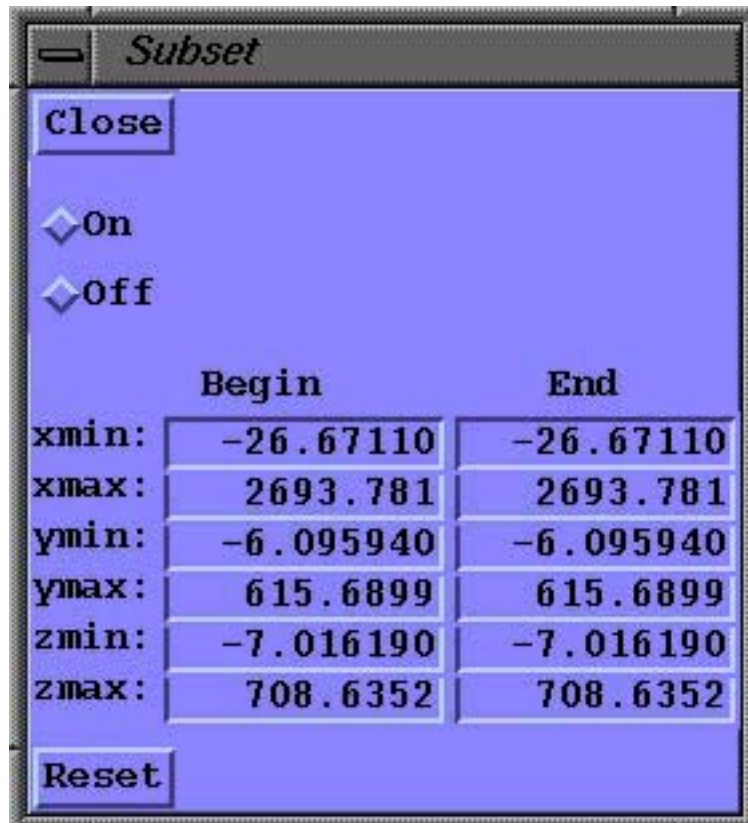 Subset
Close
On
Off
Begin End
xmin: -26.67110 -26.67110
xmax: 2693.781 2693.781
ymin: -6.095940 -6.095940
ymax: 615.6899 615.6899
zmin: -7.016190 -7.016190
zmax: 708.6352 708.6352
Reset